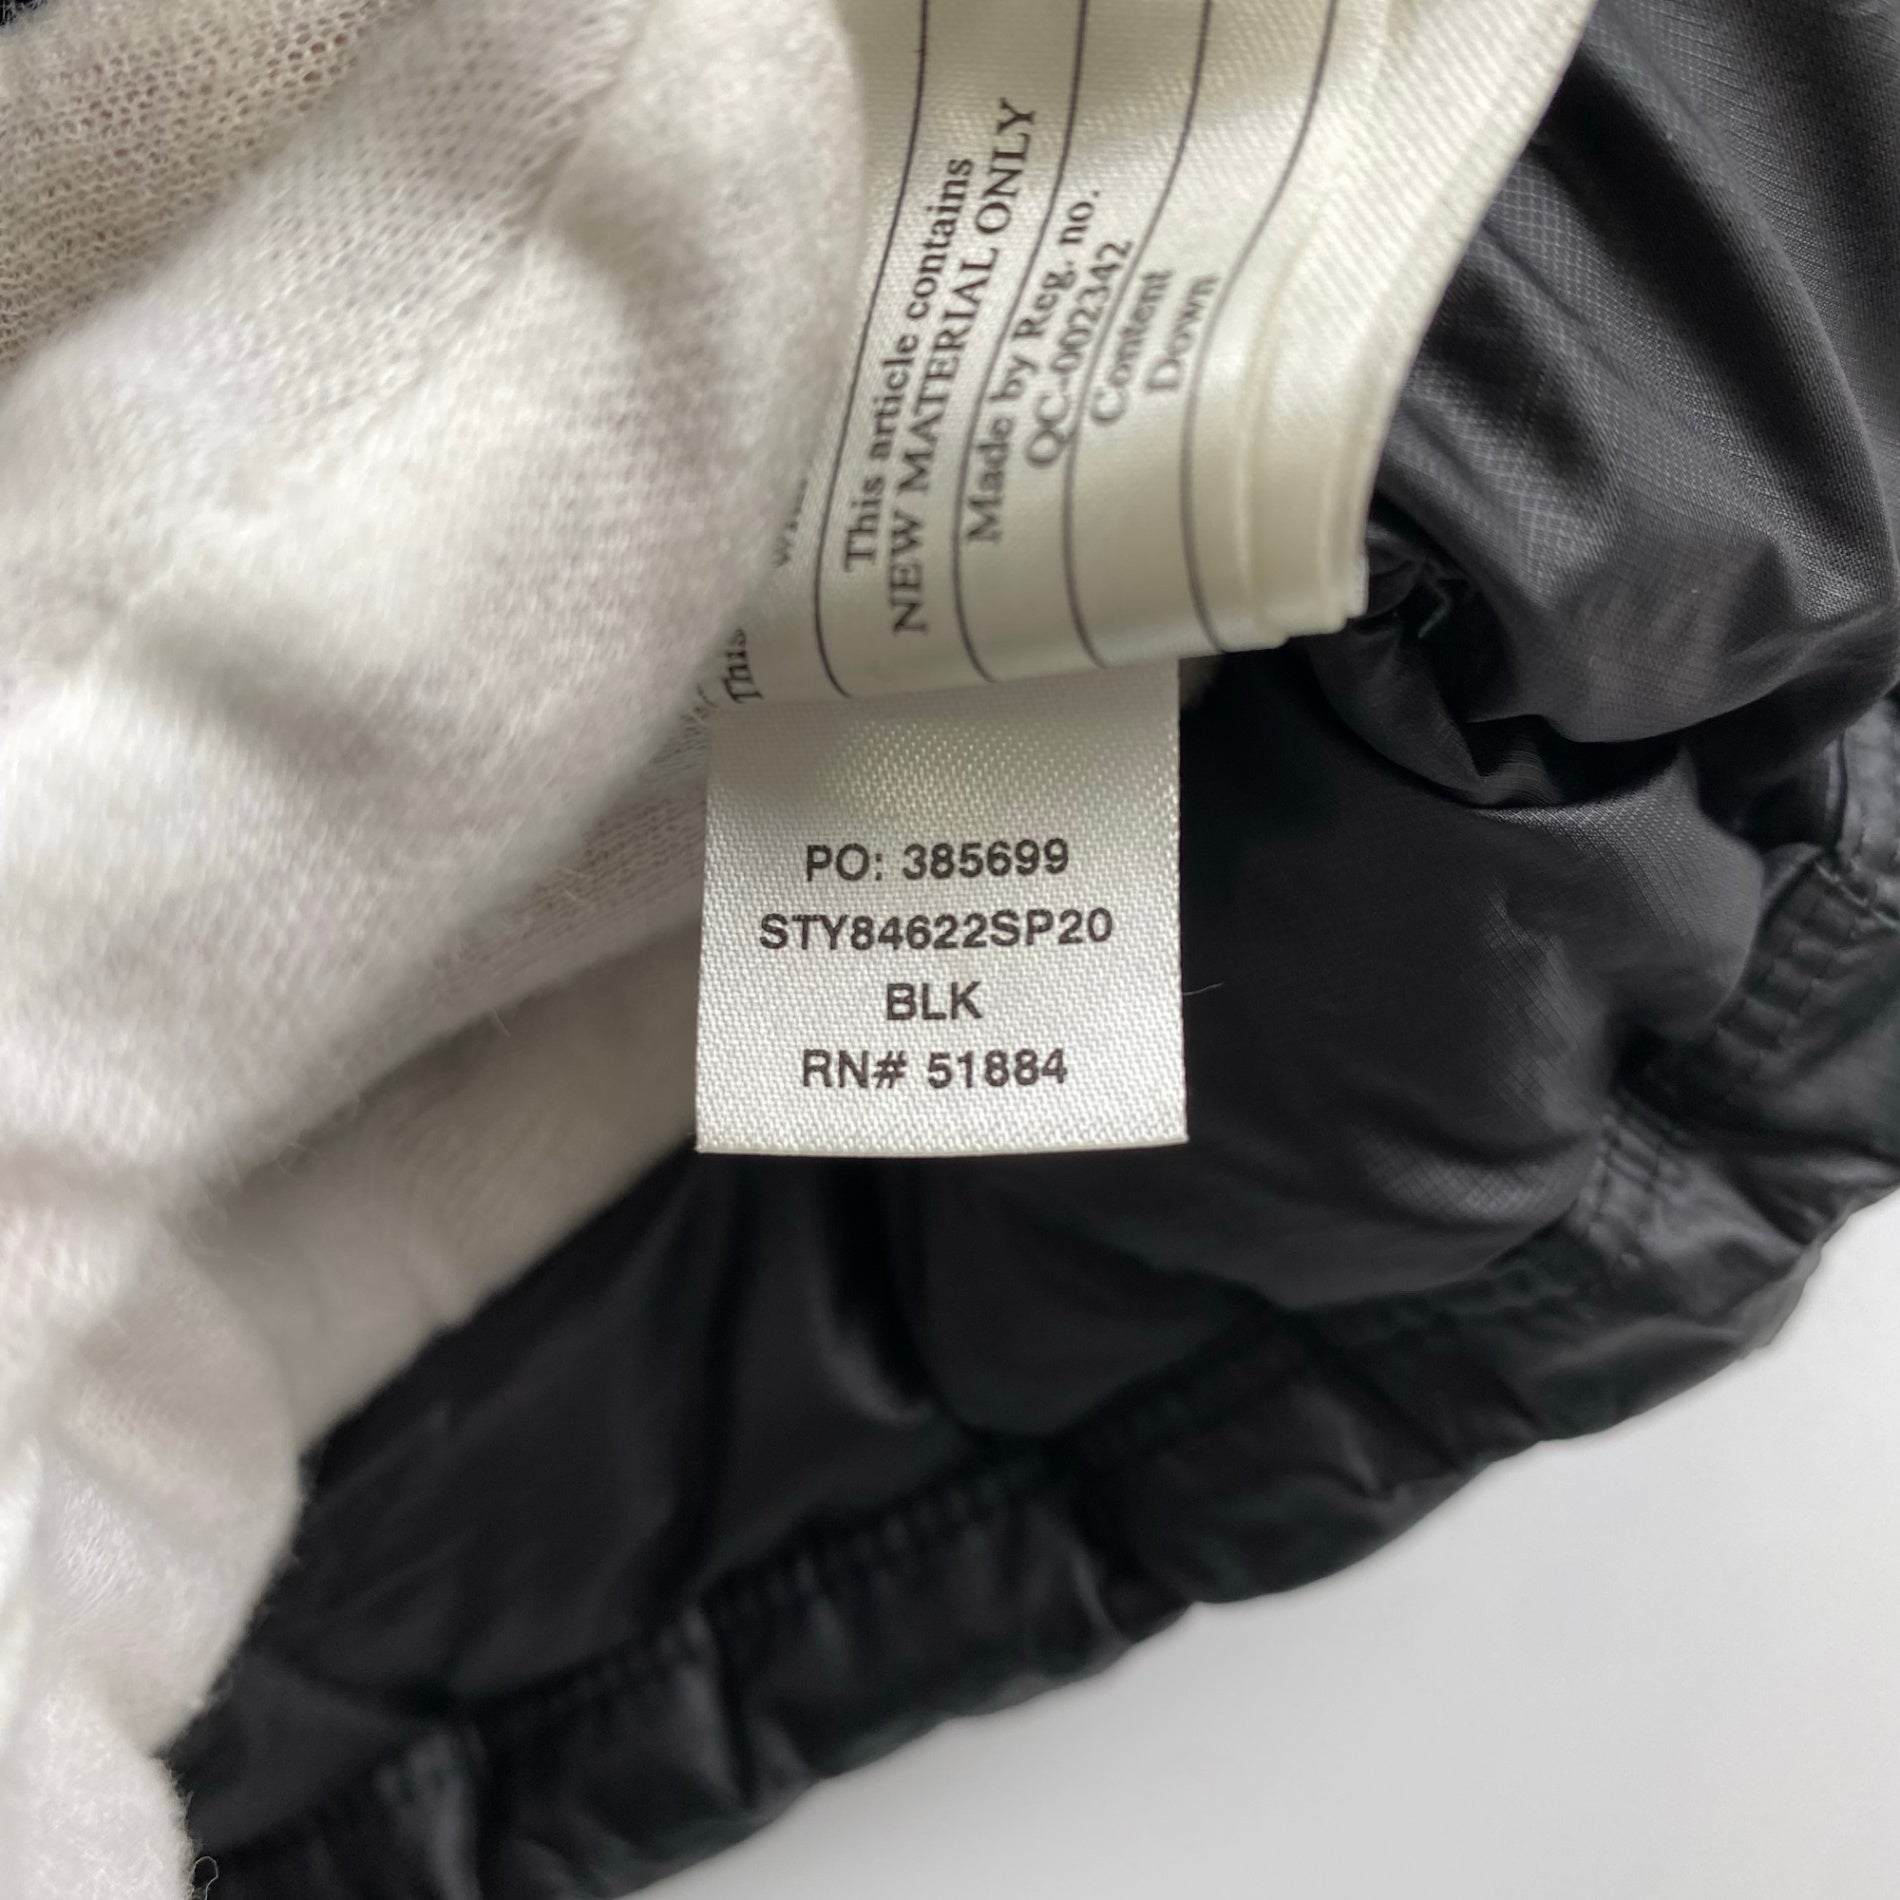 This
This article contains
NEW MATERIAL ONLY
Made by Reg. no.
QC-002342
Content
Down
PO: 385699
STY84622SP20
BLK
RN# 51884